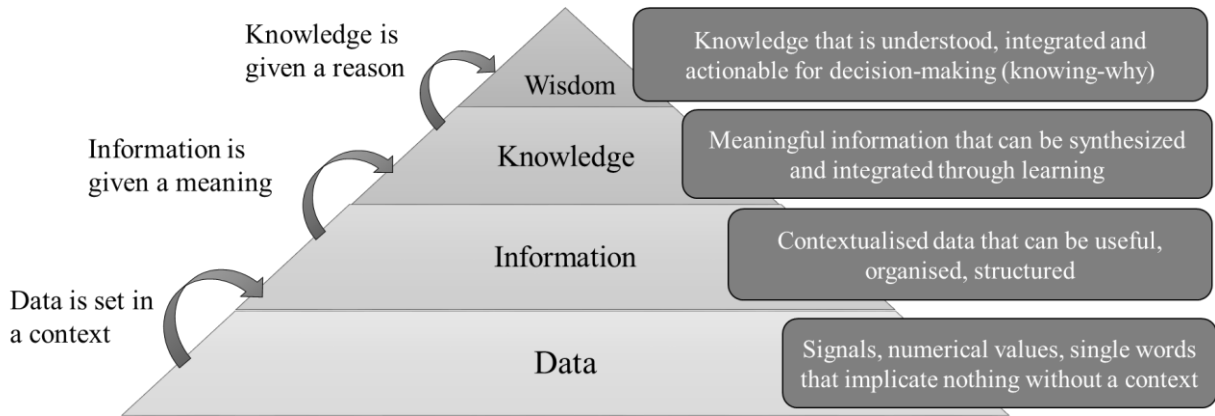 Knowledge is
given a reason
Wisdom
Knowledge that is understood, integrated and
actionable for decision-making (knowing-why)
Information is
given a meaning
Knowledge
Meaningful information that can be synthesized
and integrated through learning
Information
Contextualised data that can be useful,
organised, structured
Data is set in
a context
Data
Signals, numerical values, single words
that implicate nothing without a context